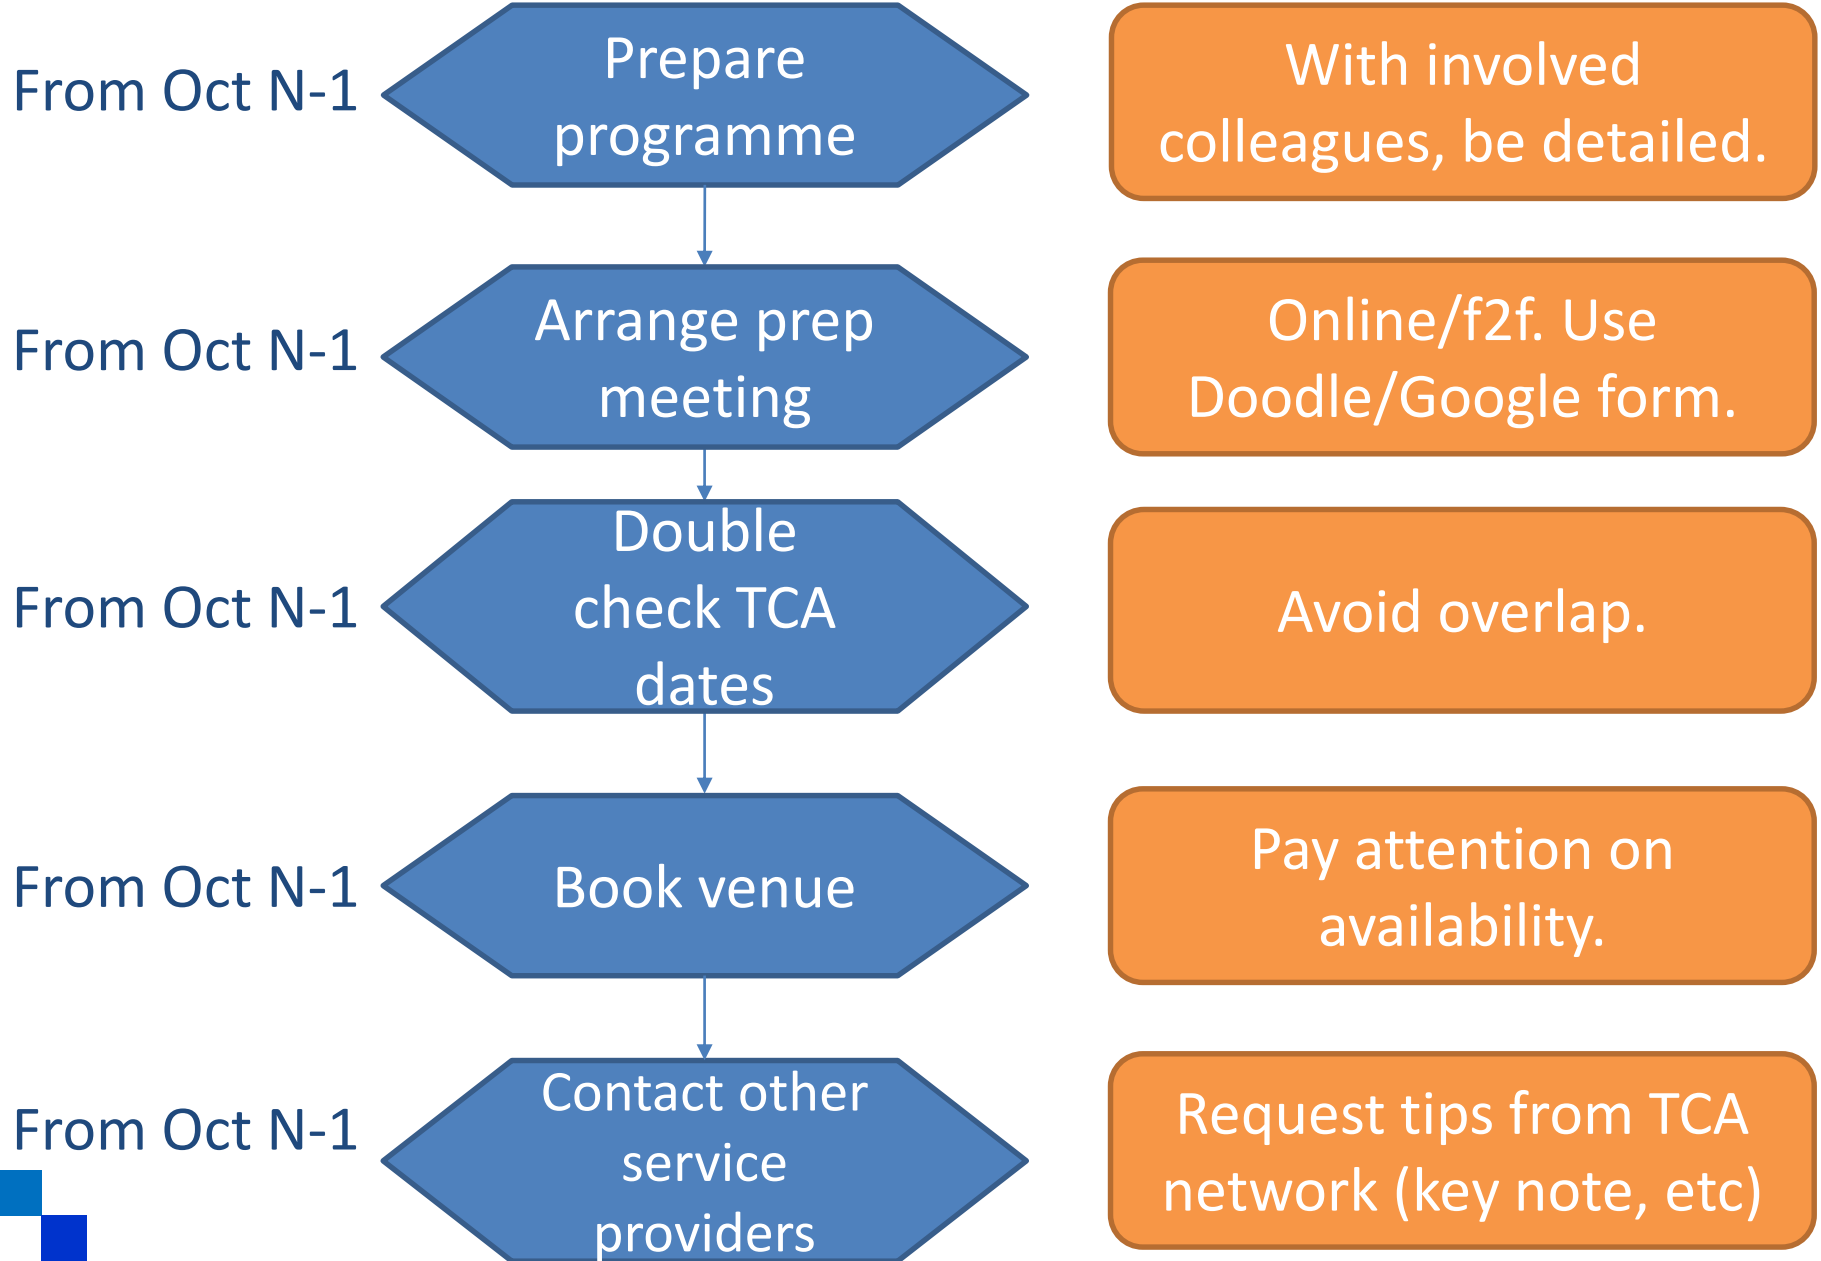 From Oct N-1
Prepare
programme
With involved
colleagues, be detailed.
From Oct N-1
Arrange prep
meeting
Online/f2f. Use
Doodle/Google form.
From Oct N-1
Double
check TCA
dates
Avoid overlap.
From Oct N-1
Book venue
Pay attention on
availability.
From Oct N-1
Contact other
service
providers
Request tips from TCA
network (key note, etc)